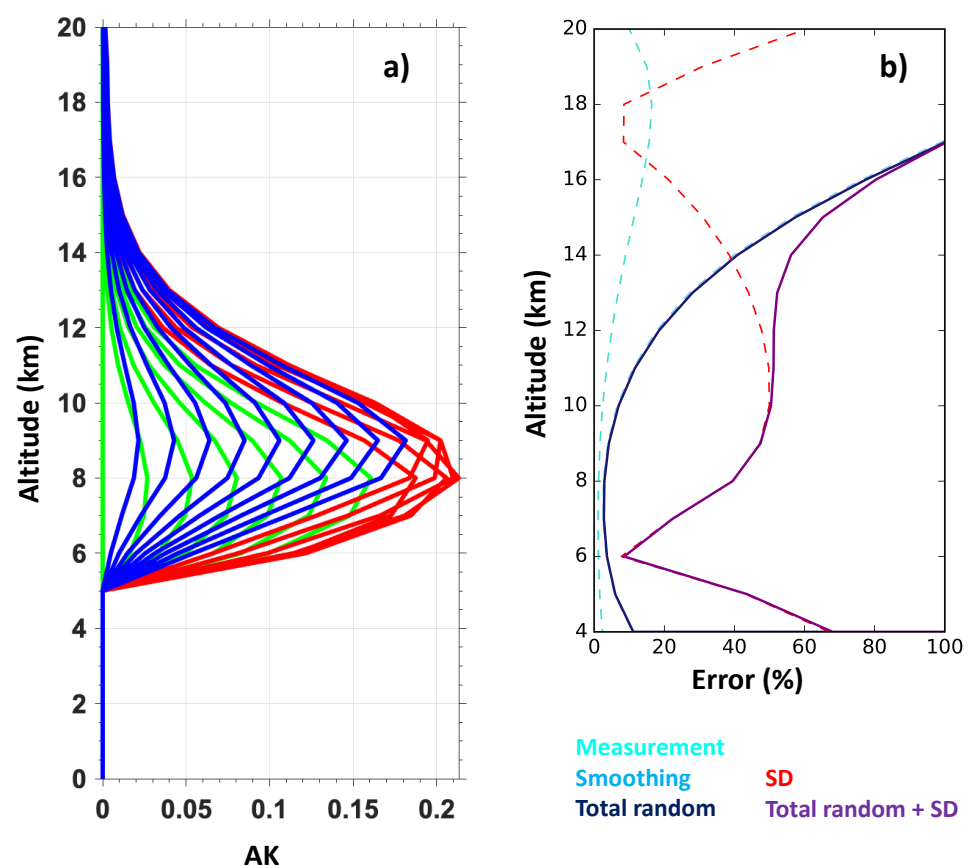 a)
20
18
16
14
12
10
8
6
4
2
0
Altitude (km)
0 0.05 0.1 0.15 0.2
AK
b)
20
18
16
14
12
10
8
6
4
Altitude (km)
0 20 40 60 80 100
Error (%)
Measurement
Smoothing SD
Total random Total random + SD